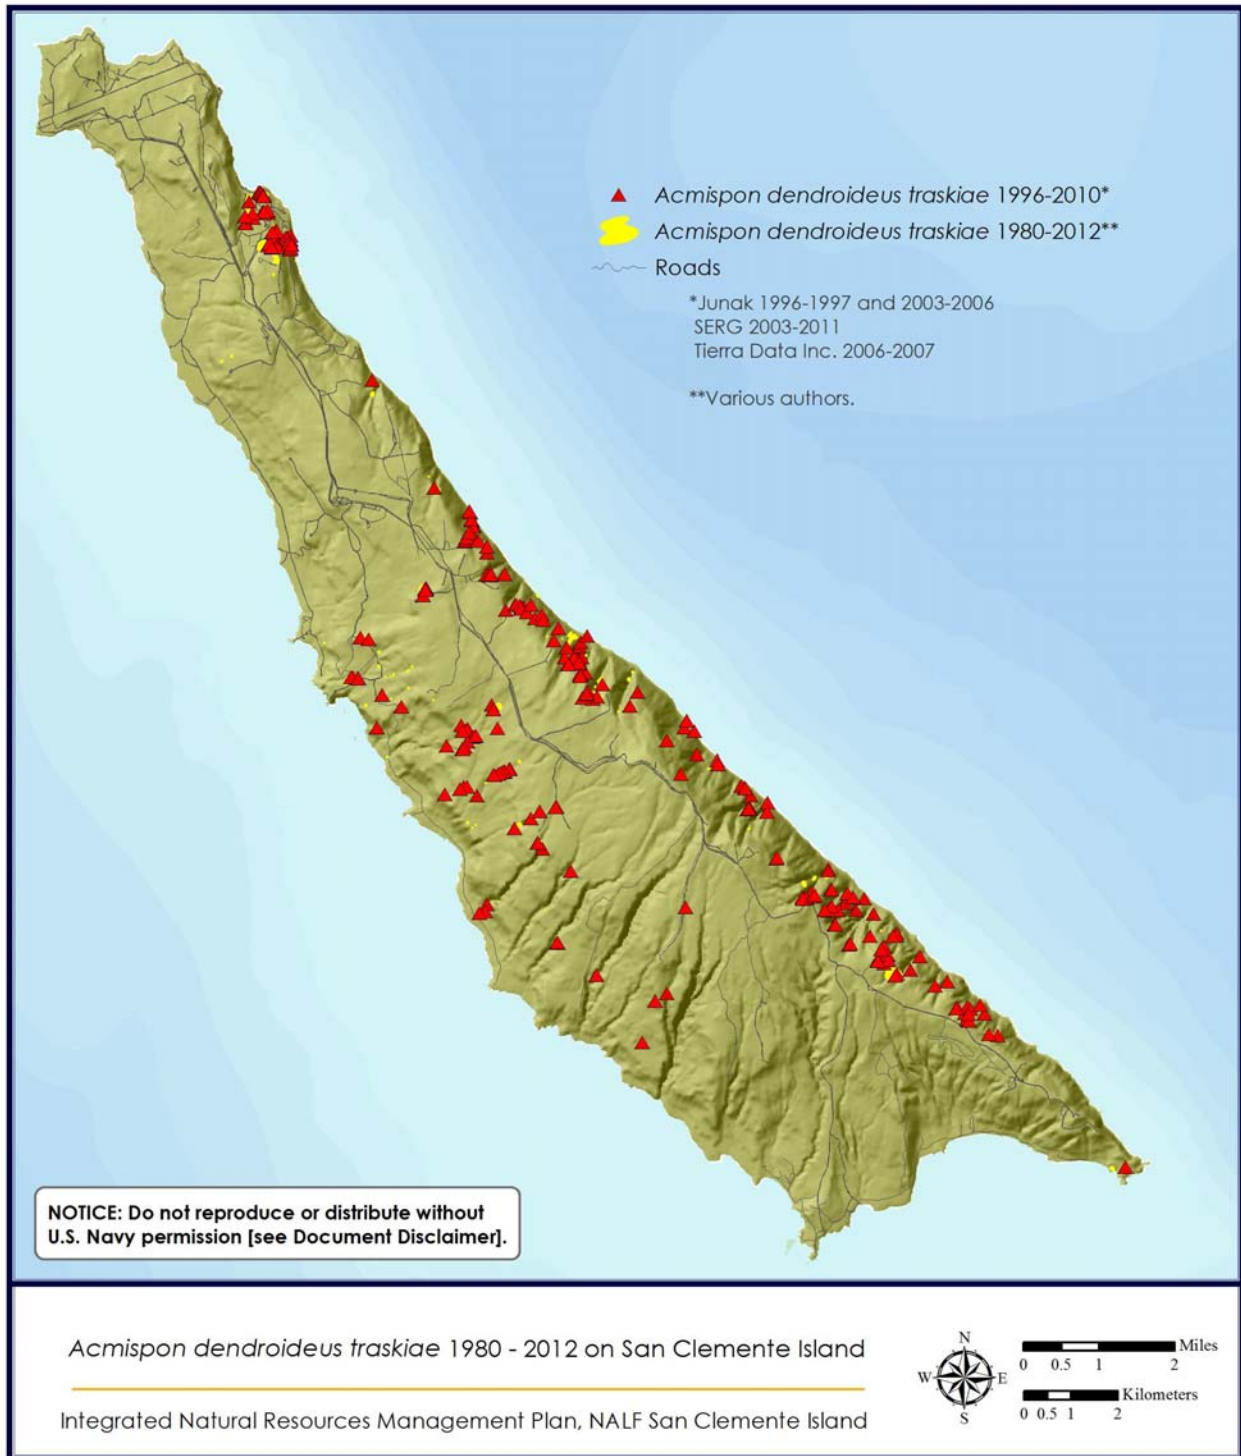 Acmispon dendroideus traskiae 1996-2010*
Acmispon dendroideus traskiae 1980-2012**
Roads
*Junak 1996-1997 and 2003-2006
SERG 2003-2011
Tierra Data Inc. 2006-2007
**Various authors.
NOTICE: Do not reproduce or distribute without
U.S. Navy permission [see Document Disclaimer].
Acmispon dendroideus traskiae 1980 - 2012 on San Clemente Island
Integrated Natural Resources Management Plan, NALF San Clemente Island
N
W E
S
Miles
0 0.5 1 2
Kilometers
0 0.5 1 2